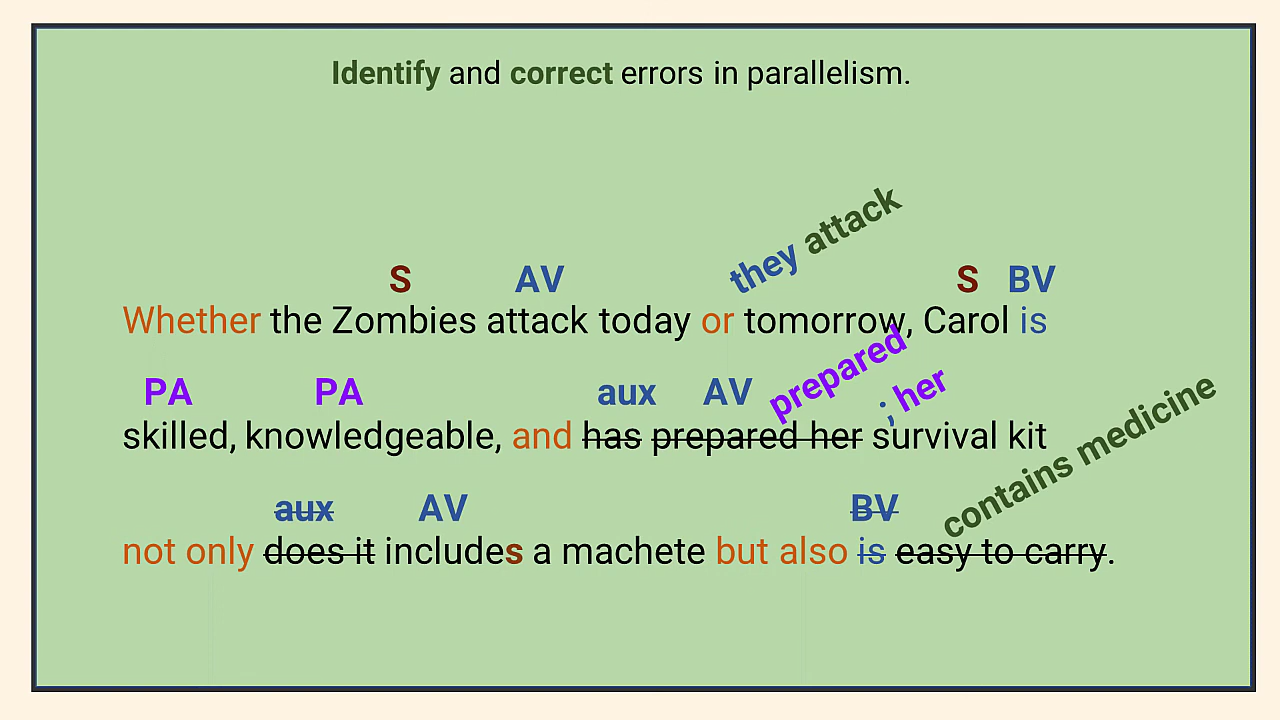 Identify and correct errors in parallelism.
they attack
S AV S BV
Whether the Zombies attack today or tomorrow, Carol is
prepared
; her
PA PA aux AV
skilled, knowledgeable, and has prepared her survival kit
contains medicine
aux AV BV
not only does it includes a machete but also is easy to carry.